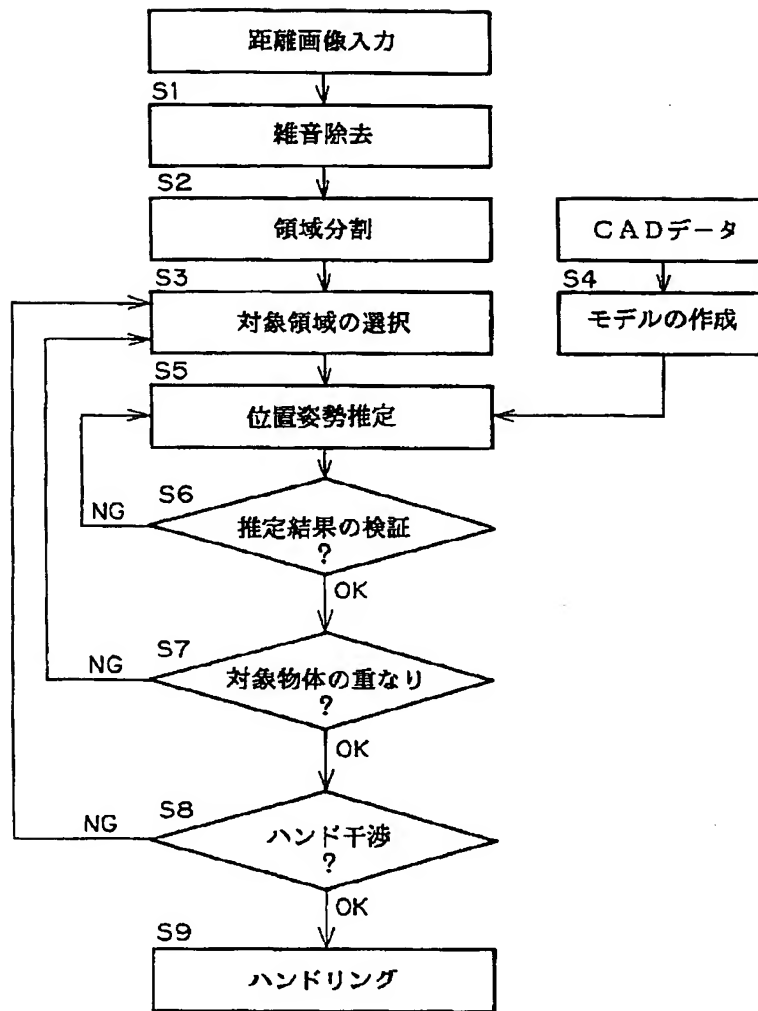 距離画像入力
S1
雑音除去
S2
領域分割
CADデータ
S3
対象領域の選択
S4
モデルの作成
S5
位置姿勢推定
S6
NG
推定結果の検証
?
OK
S7
NG
対象物体の重なり
?
OK
S8
NG
ハンド干渉
?
OK
S9
ハンドリング